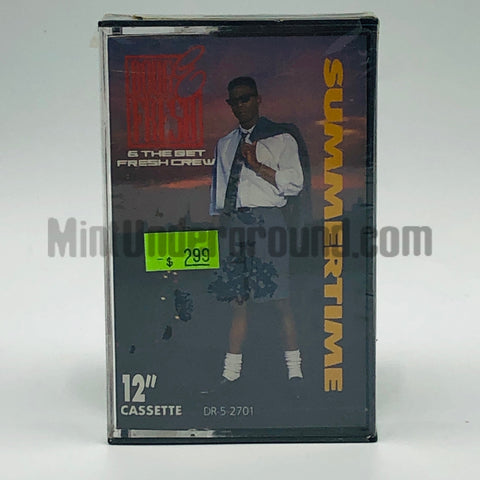 & THE GET
FRESH CREW
SUMMERTIME
MintUnderground.com
-$ 2.99
12"
CASSETTE
DR-5-2701